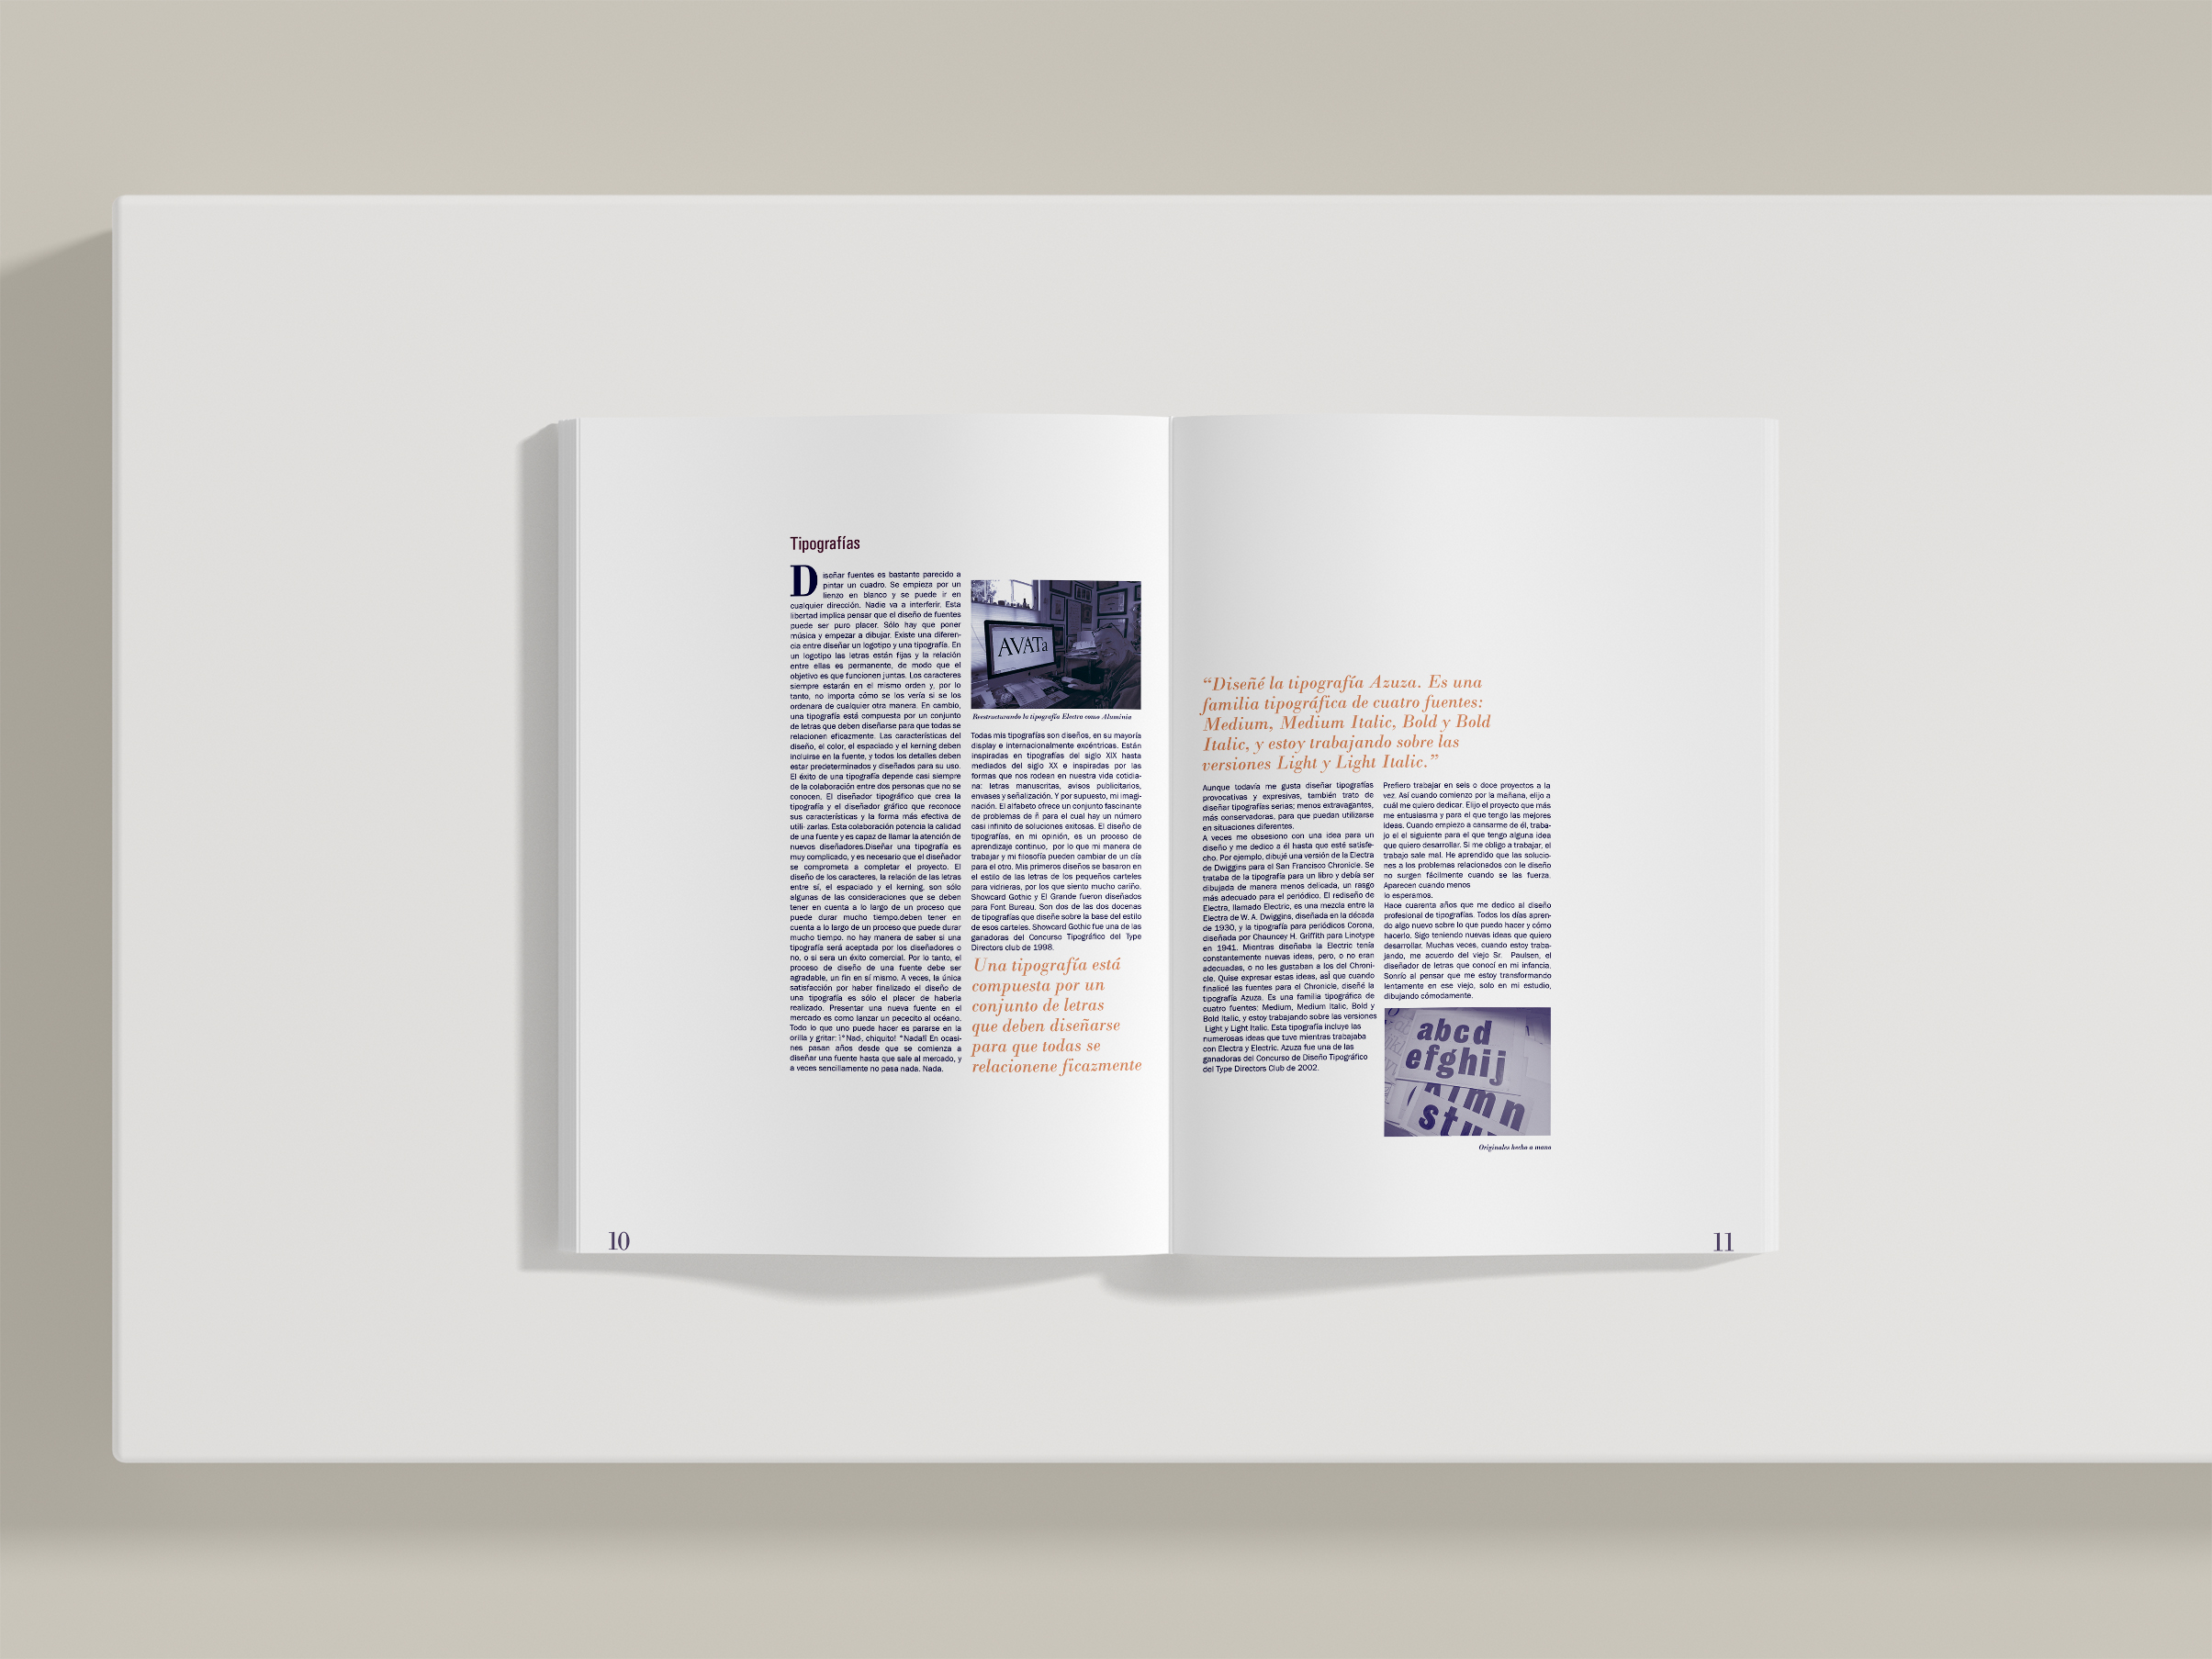 Tipografías
Diseñar fuentes es bastante parecido a
pintar un cuadro. Se empieza por un
lienzo en blanco y se puede ir en
cualquier dirección. Nadie va a interferir. Esta
libertad implica pensar que el diseño de fuentes
puede ser puro placer. Sólo hay que poner
música y empezar a dibujar. Existe una diferen-
cia entre diseñar un logotipo y una tipografía. En
un logotipo las letras están fijas y la relación
entre ellas es permanente, de modo que el
objetivo es que funcionen juntas. Los caracteres
siempre estarán en el mismo orden y, por lo
tanto, no importa cómo se los vería si se los
ordenara de cualquier otra manera. En cambio,
una tipografía está compuesta por un conjunto
de letras que deben diseñarse para que todas se
relacionen eficazmente. Las características del
diseño, el color, el espaciado y el kerning deben
incluirse en la fuente, y todos los detalles deben
estar predeterminados y diseñados para su uso.
El éxito de una tipografía depende casi siempre
de la colaboración entre dos personas que no se
conocen. El diseñador tipográfico que crea la
tipografía y el diseñador gráfico que reconoce
sus características y la forma más efectiva de
utili- zarlas. Esta colaboración potencia la calidad
de una fuente y es capaz de llamar la atención de
nuevos diseñadores.Diseñar una tipografía es
muy complicado, y es necesario que el diseñador
se comprometa a completar el proyecto. El
diseño de los caracteres, la relación de las letras
entre sí, el espaciado y el kerning, son sólo
algunas de las consideraciones que se deben
tener en cuenta a lo largo de un proceso que
puede durar mucho tiempo.deben tener en
cuenta a lo largo de un proceso que puede durar
mucho tiempo. no hay manera de saber si una
tipografía será aceptada por los diseñadores o
no, o si sera un éxito comercial. Por lo tanto, el
proceso de diseño de una fuente debe ser
agradable, un fin en sí mismo. A veces, la única
satisfacción por haber finalizado el diseño de
una tipografía es sólo el placer de haberla
realizado. Presentar una nueva fuente en el
mercado es como lanzar un pececito al océano.
Todo lo que uno puede hacer es pararse en la
orilla y gritar: chiquito! En ocasi-
nes pasan años desde que se comienza a
diseñar una fuente hasta que sale al mercado, y
a veces sencillamente no pasa nada. Nada.
AVATa
Reestructurando la tipografía Electra como Aluminia
Todas mis tipografías son diseños, en su mayoría
display e internacionalmente excéntricas. Están
inspiradas en tipografías del siglo XIX hasta
mediados del siglo XX e inspiradas por las
formas que nos rodean en nuestra vida cotidia-
na: letras manuscritas, avisos publicitarios,
envases y señalización. Y por supuesto, mi imagi-
nación. El alfabeto ofrece un conjunto fascinante
de problemas de ñ para el cual hay un número
casi infinito de soluciones exitosas. El diseño de
tipografías, en mi opinión, es un proceso de
aprendizaje continuo, por lo que mi manera de
trabajar y mi filosofía pueden cambiar de un día
para el otro. Mis primeros diseños se basaron en
el estilo de las letras de los pequeños carteles
para vidrieras, por los que siento mucho cariño.
Showcard Gothic y El Grande fueron diseñados
para Font Bureau. Son dos de las dos docenas
de tipografías que diseñe sobre la base del estilo
de esos carteles. Showcard Gothic fue una de las
ganadoras del Concurso Tipográfico del Type
Directors club de 1998.
Una tipografía está
compuesta por un
conjunto de letras
que deben diseñarse
para que todas se
relacionene ficazmente
10
“Diseñé la tipografía Azuza. Es una
familia tipográfica de cuatro fuentes:
Medium, Medium Italic, Bold y Bold
Italic, y estoy trabajando sobre las
versiones Light y Light Italic.”
Aunque todavía me gusta diseñar tipografías
provocativas y expresivas, también trato de
diseñar tipografías serias; menos extravagantes,
más conservadoras, para que puedan utilizarse
en situaciones diferentes.
A veces me obsesiono con una idea para un
diseño y me dedico a él hasta que esté satisfe-
cho. Por ejemplo, dibujé una versión de la Electra
de Dwiggins para el San Francisco Chronicle. Se
trataba de la tipografía para un libro y debía ser
dibujada de manera menos delicada, un rasgo
más adecuado para el periódico. El rediseño de
Electra, llamado Electric, es una mezcla entre la
Electra de W. A. Dwiggins, diseñada en la década
de 1930, y la tipografía para periódicos Corona,
diseñada por Chauncey H. Griffith para Linotype
en 1941. Mientras diseñaba la Electric tenía
constantemente nuevas ideas, pero, o no eran
adecuadas, o no les gustaban a los del Chroni-
cle. Quise expresar estas ideas, así que cuando
finalicé las fuentes para el Chronicle, diseñé la
tipografía Azuza. Es una familia tipográfica de
cuatro fuentes: Medium, Medium Italic, Bold y
Bold Italic, y estoy trabajando sobre las versiones
Light y Light Italic. Esta tipografía incluye las
numerosas ideas que tuve mientras trabajaba
con Electra y Electric. Azuza fue una de las
ganadoras del Concurso de Diseño Tipográfico
del Type Directors Club de 2002.
Prefiero trabajar en seis o doce proyectos a la
vez. Así cuando comienzo por la mañana, elijo a
cuál me quiero dedicar. Elijo el proyecto que más
me entusiasma y para el que tengo las mejores
ideas. Cuando empiezo a cansarme de él, traba-
jo el el siguiente para el que tengo alguna idea
que quiero desarrollar. Si me obligo a trabajar, el
trabajo sale mal. He aprendido que las solucio-
nes a los problemas relacionados con le diseño
no surgen fácilmente cuando se las fuerza.
Aparecen cuando menos
lo esperamos.
Hace cuarenta años que me dedico al diseño
profesional de tipografías. Todos los días apren-
do algo nuevo sobre lo que puedo hacer y cómo
hacerlo. Sigo teniendo nuevas ideas que quiero
desarrollar. Muchas veces, cuando estoy traba-
jando, me acuerdo del viejo Sr. Paulsen, el
diseñador de letras que conocí en mi infancia.
Sonrío al pensar que me estoy transformando
lentamente en ese viejo, solo en mi estudio,
dibujando cómodamente.
abcd
efghij
Originales hecho a mano
11